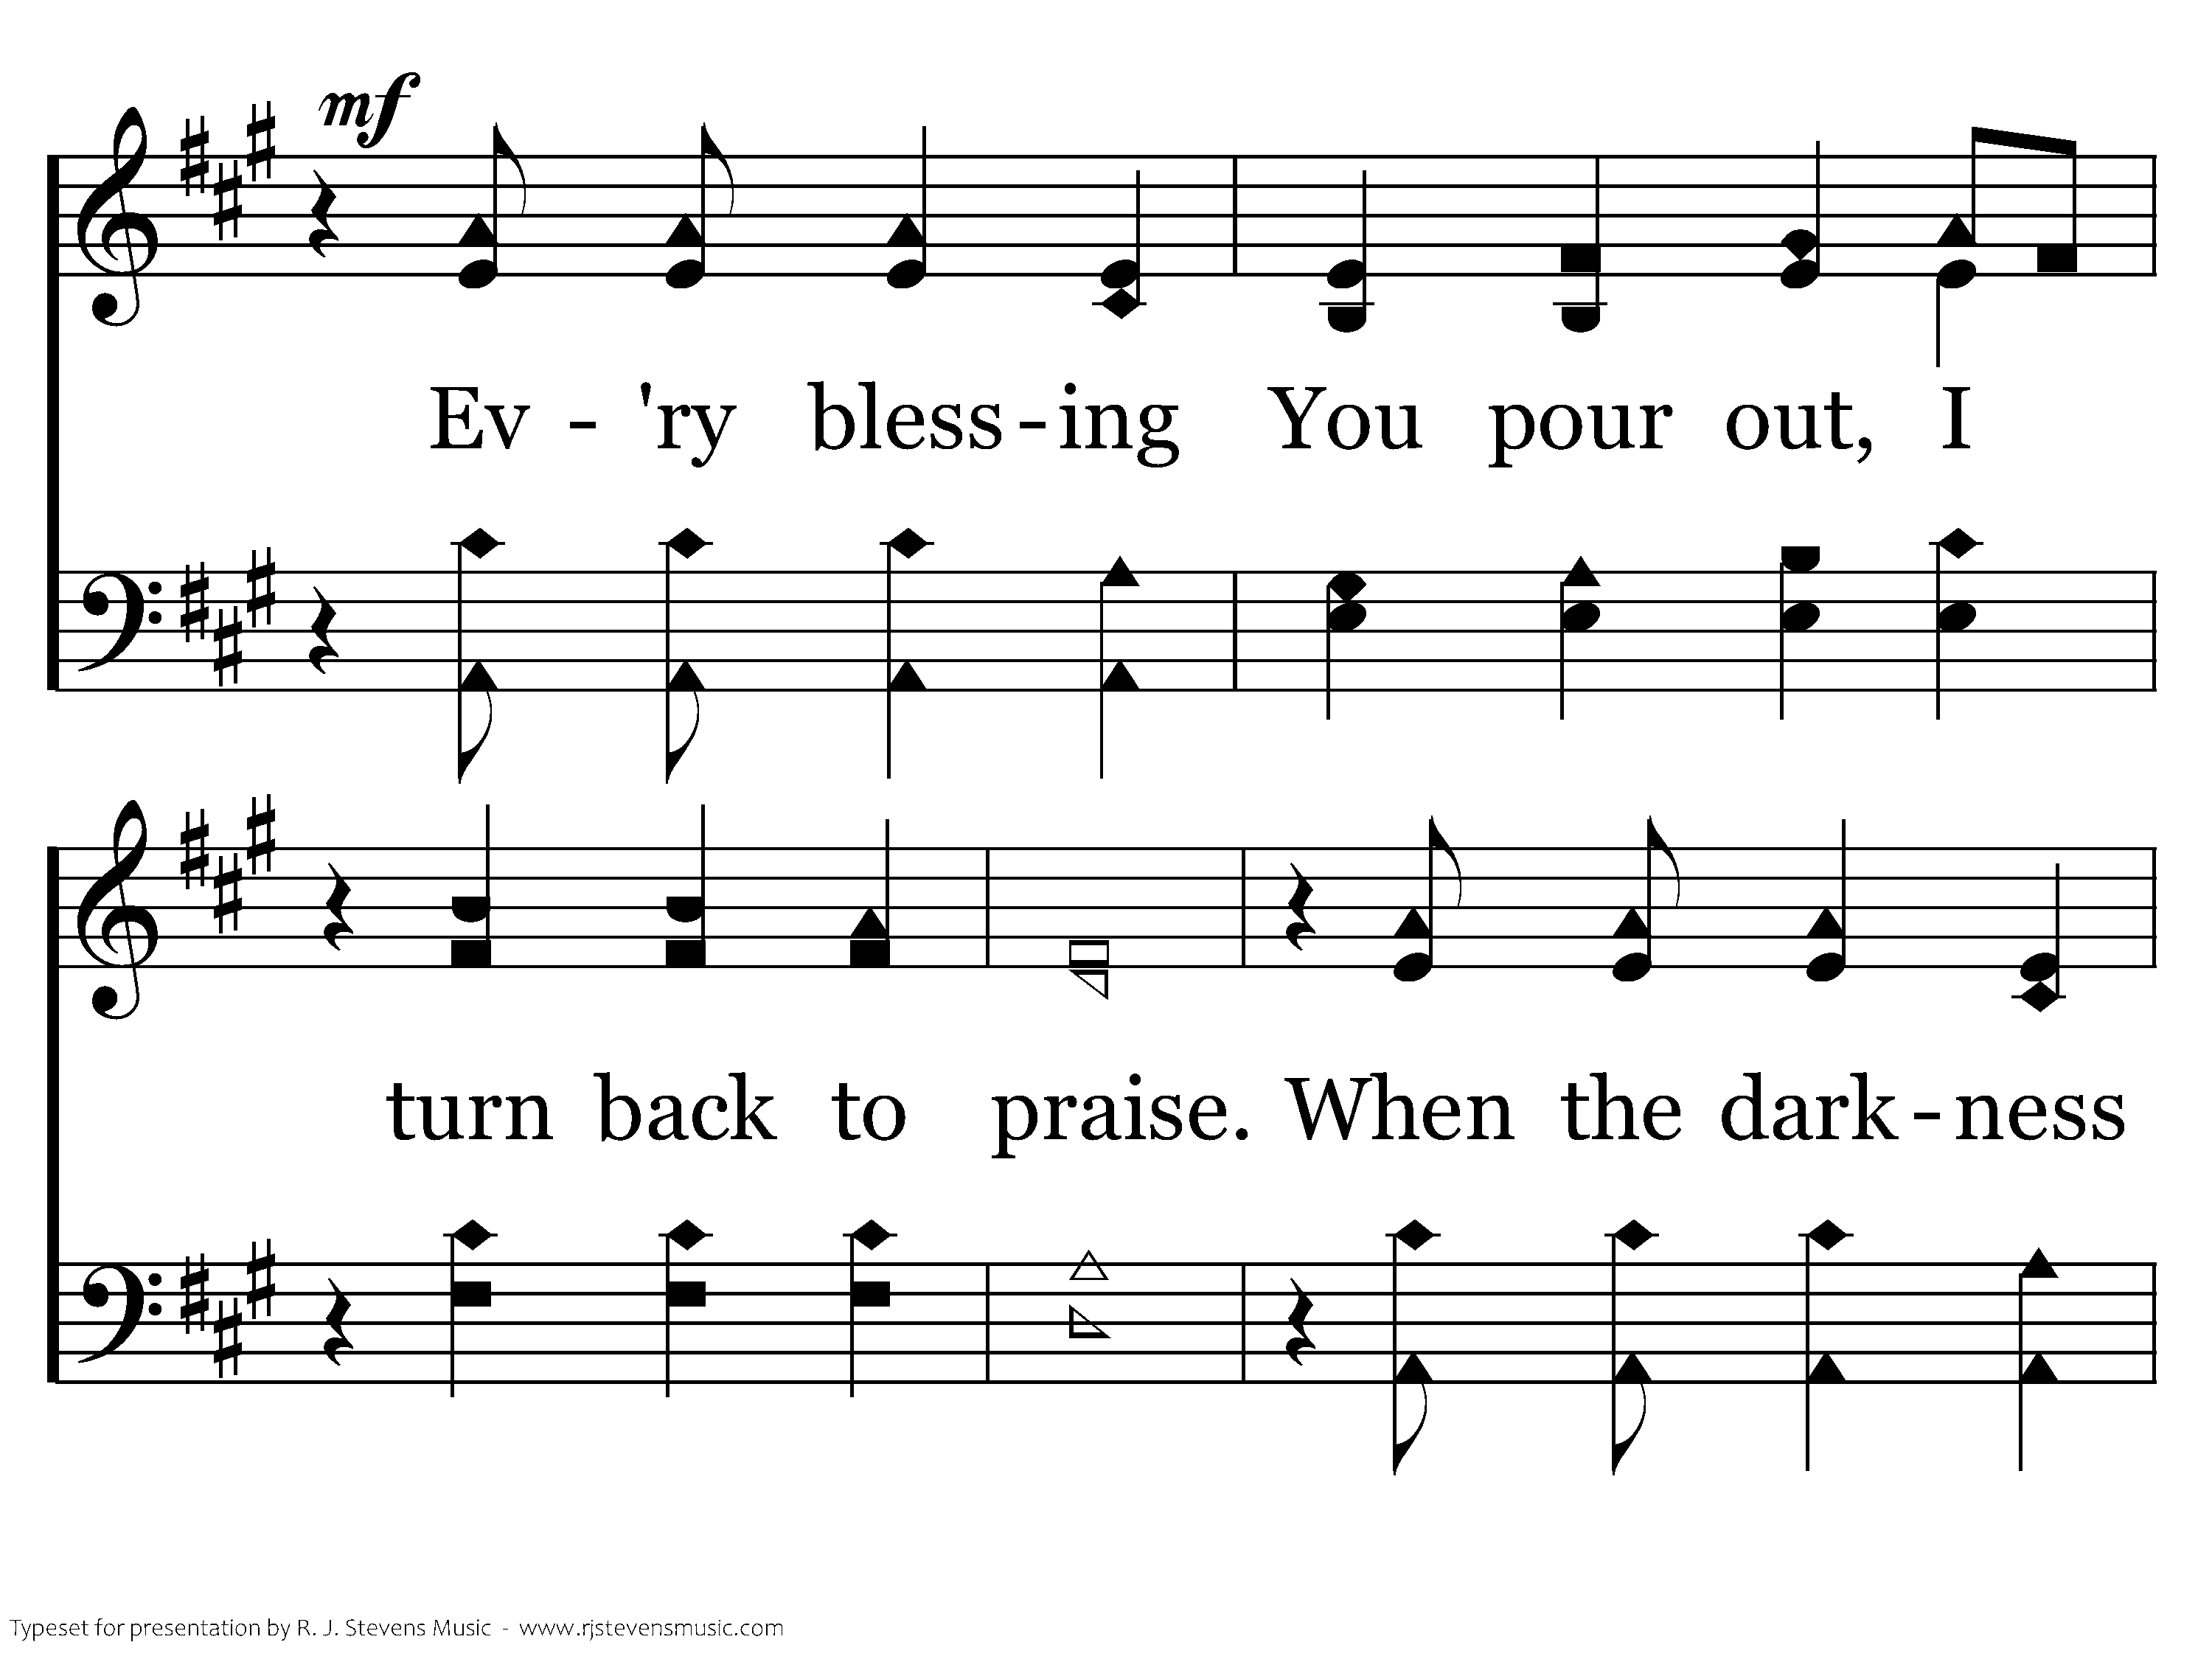 mf
Ev - 'ry bless - ing You pour out, I
turn back to praise. When the dark - ness
Typeset for presentation by R. J. Stevens Music - www.rjstevensmusic.com